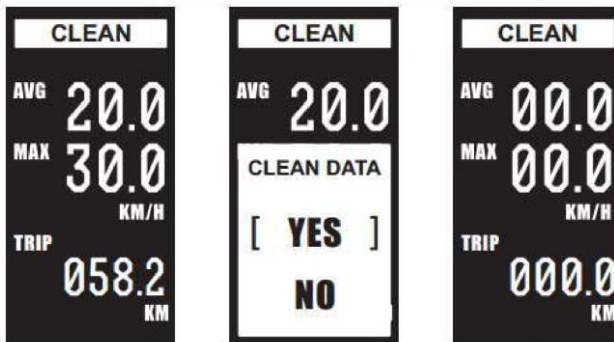 CLEAN
AVG 20.0
MAX 30.0
KM/H
TRIP
058.2
KM
CLEAN
AVG 20.0
CLEAN DATA
[ YES ]
NO
CLEAN
AVG 00.0
MAX 00.0
KM/H
TRIP
000.0
KM